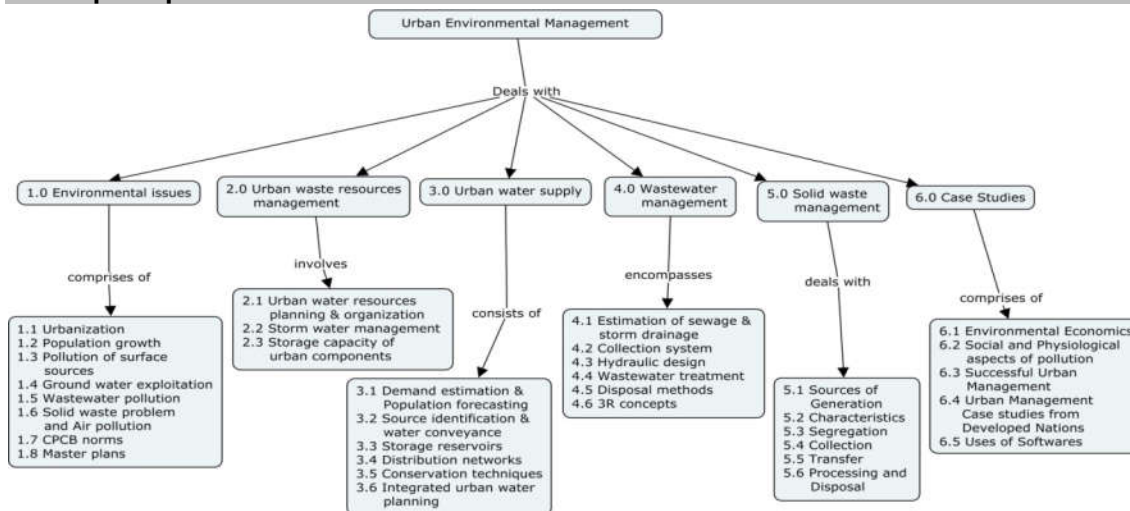 Urban Environmental Management
Deals with
1.0 Environmental issues
2.0 Urban waste resources
management
3.0 Urban water supply
4.0 Wastewater
management
5.0 Solid waste
management
6.0 Case Studies
comprises of
involves
consists of
encompasses
deals with
comprises of
1.1 Urbanization
1.2 Population growth
1.3 Pollution of surface
sources
1.4 Ground water exploitation
1.5 Wastewater pollution
1.6 Solid waste problem
and Air pollution
1.7 CPCB norms
1.8 Master plans
2.1 Urban water resources
planning & organization
2.2 Storm water management
2.3 Storage capacity of
urban components
3.1 Demand estimation &
Population forecasting
3.2 Source identification &
water conveyance
3.3 Storage reservoirs
3.4 Distribution networks
3.5 Conservation techniques
3.6 Integrated urban water
planning
4.1 Estimation of sewage &
storm drainage
4.2 Collection system
4.3 Hydraulic design
4.4 Wastewater treatment
4.5 Disposal methods
4.6 3R concepts
5.1 Sources of
Generation
5.2 Characteristics
5.3 Segregation
5.4 Collection
5.5 Transfer
5.6 Processing and
Disposal
6.1 Environmental Economics
6.2 Social and Physiological
aspects of pollution
6.3 Successful Urban
Management
6.4 Urban Management
Case studies from
Developed Nations
6.5 Uses of Softwares